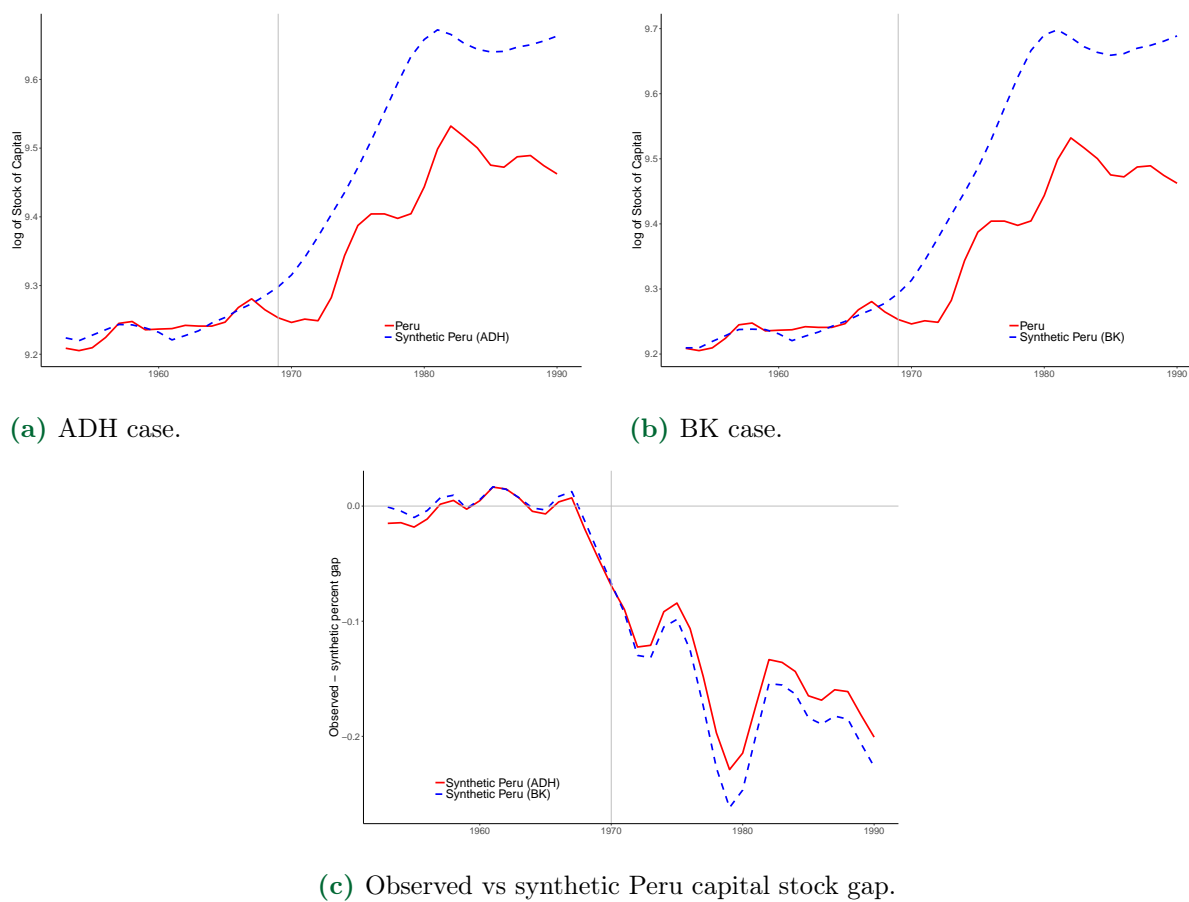 log of Stock of Capital
9.6
9.5
9.4
9.3
9.2
Peru
Synthetic Peru (ADH)
1960
1970
1980
1990
(a) ADH case.
log of Stock of Capital
9.7
9.6
9.5
9.4
9.3
9.2
Peru
Synthetic Peru (BK)
1960
1970
1980
1990
(b) BK case.
Observed − synthetic percent gap
0.0
−0.1
−0.2
Synthetic Peru (ADH)
Synthetic Peru (BK)
1960
1970
1980
1990
(c) Observed vs synthetic Peru capital stock gap.